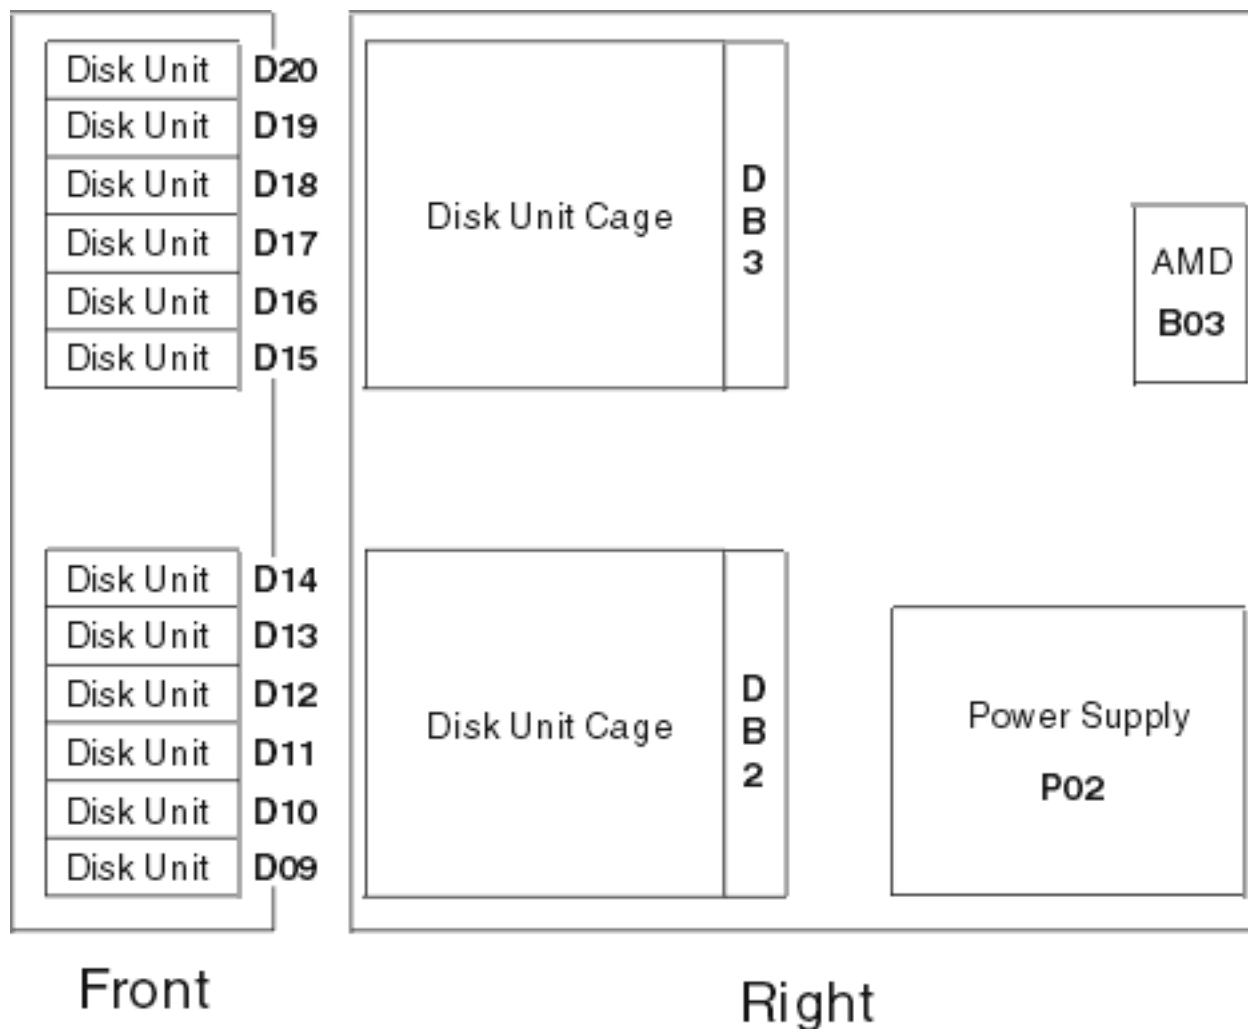 Disk Unit D20
Disk Unit D19
Disk Unit D18
Disk Unit D17
Disk Unit D16
Disk Unit D15
Disk Unit D14
Disk Unit D13
Disk Unit D12
Disk Unit D11
Disk Unit D10
Disk Unit D09
Front
Disk Unit Cage
D
B
3
AMD
B03
Disk Unit Cage
D
B
2
Power Supply
P02
Right